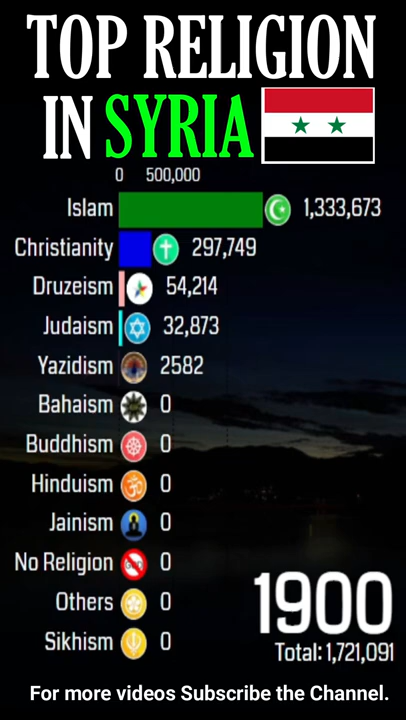 TOP RELIGION
IN SYRIA
0 500,000
Islam 1,333,673
Christianity 297,749
Druzeism 54,214
Judaism 32,873
Yazidism 2582
Bahaism 0
Buddhism 0
Hinduism 0
Jainism 0
No Religion 0
Others 0
Sikhism 0
1900
Total: 1,721,091
For more videos Subscribe the Channel.